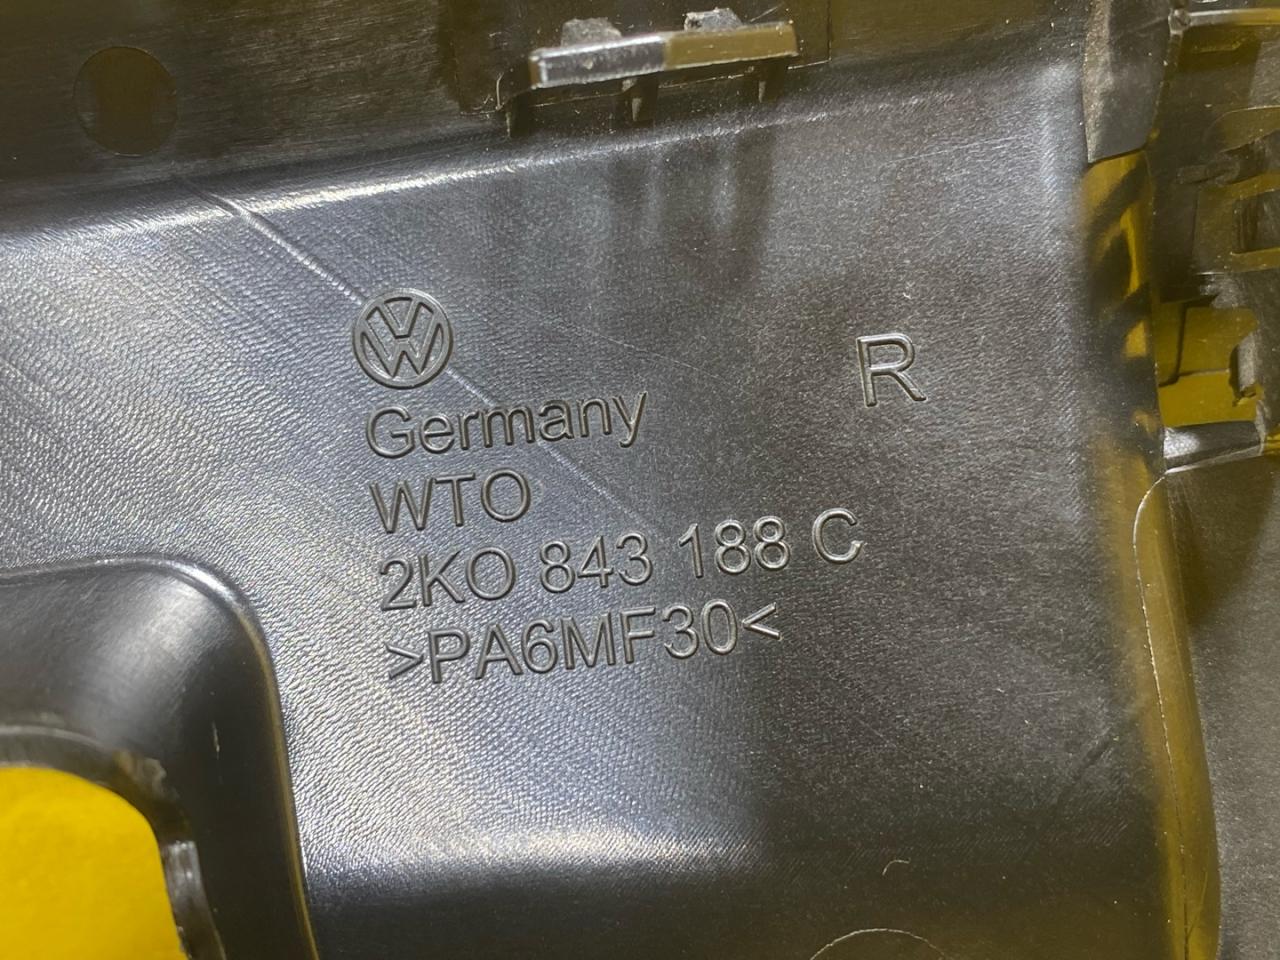 Germany
R
WTO
2K0 843 188 C
>PA6MF30<